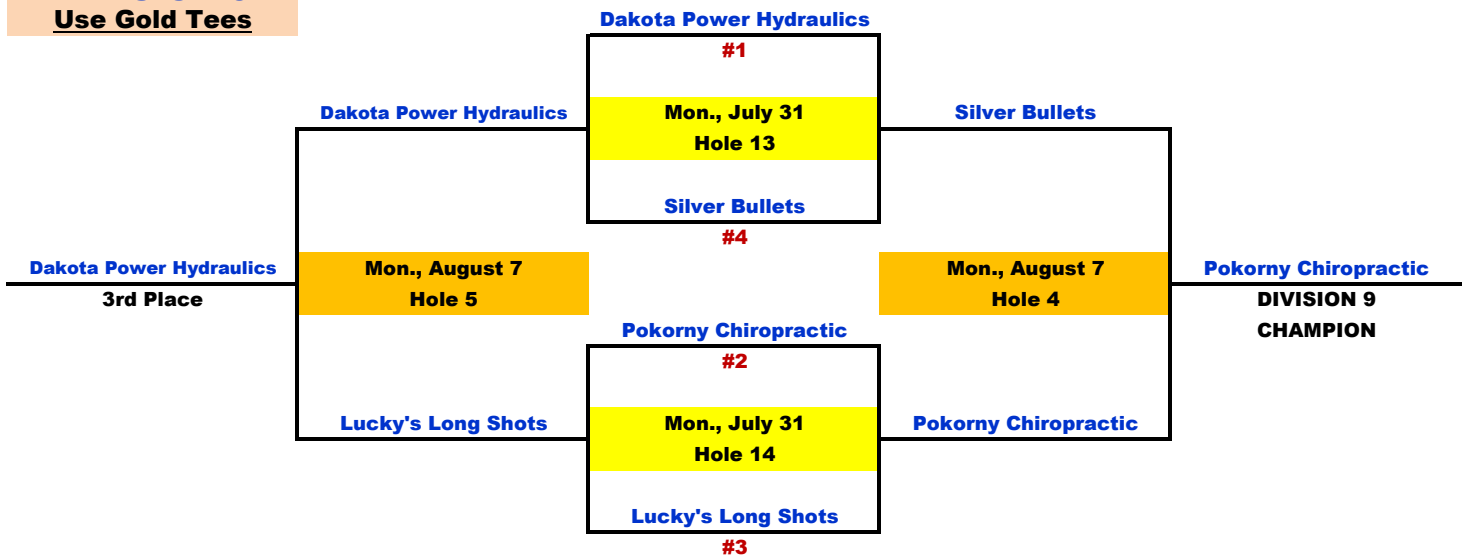 Use Gold Tees
Dakota Power Hydraulics
#1
Dakota Power Hydraulics
Mon., July 31
Hole 13
Silver Bullets
Silver Bullets
#4
Dakota Power Hydraulics
3rd Place
Mon., August 7
Hole 5
Mon., August 7
Hole 4
Pokorny Chiropractic
DIVISION 9
CHAMPION
Pokorny Chiropractic
#2
Lucky's Long Shots
Mon., July 31
Hole 14
Pokorny Chiropractic
Lucky's Long Shots
#3